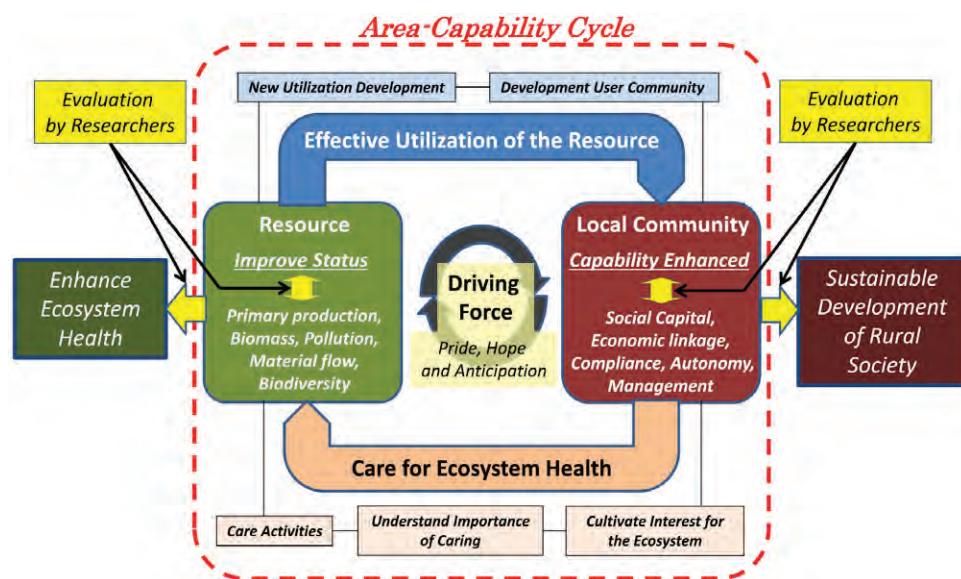 Area-Capability Cycle
Evaluation
by Researchers
New Utilization Development
Development User Community
Evaluation
by Researchers
Effective Utilization of the Resource
Resource
Improve Status
Primary production,
Biomass, Pollution,
Material flow,
Biodiversity
Driving
Force
Pride, Hope
and Anticipation
Local Community
Capability Enhanced
Social Capital,
Economic linkage,
Compliance, Autonomy,
Management
Enhance
Ecosystem
Health
Sustainable
Development
of Rural
Society
Care for Ecosystem Health
Care Activities
Understand Importance
of Caring
Cultivate Interest for
the Ecosystem